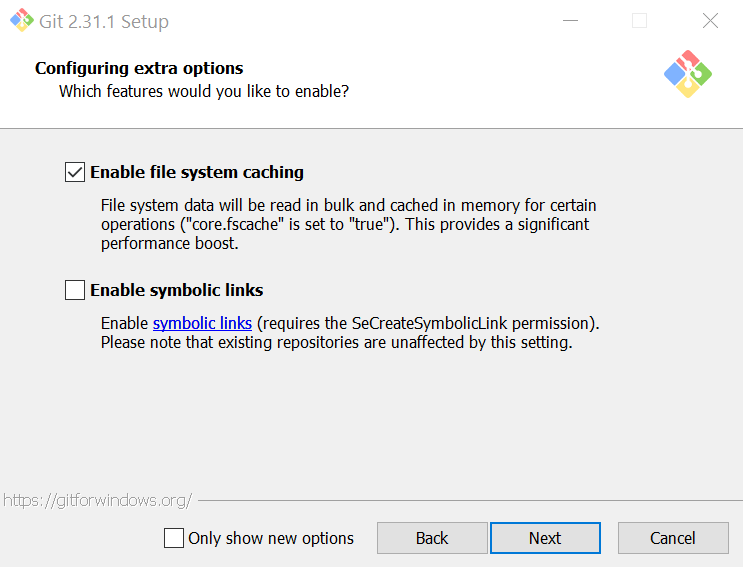 Git 2.31.1 Setup
Configuring extra options
Which features would you like to enable?
Enable file system caching
File system data will be read in bulk and cached in memory for certain
operations ("core.fscache" is set to "true"). This provides a significant
performance boost.
Enable symbolic links
Enable symbolic links (requires the SeCreateSymbolicLink permission).
Please note that existing repositories are unaffected by this setting.
https://gitforwindows.org/
Only show new options
Back
Next
Cancel